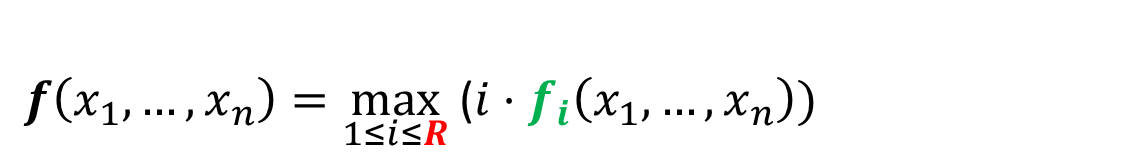 f(x₁, … , xₙ) = max (i · fᵢ(x₁, … , xₙ))
1≤i≤R